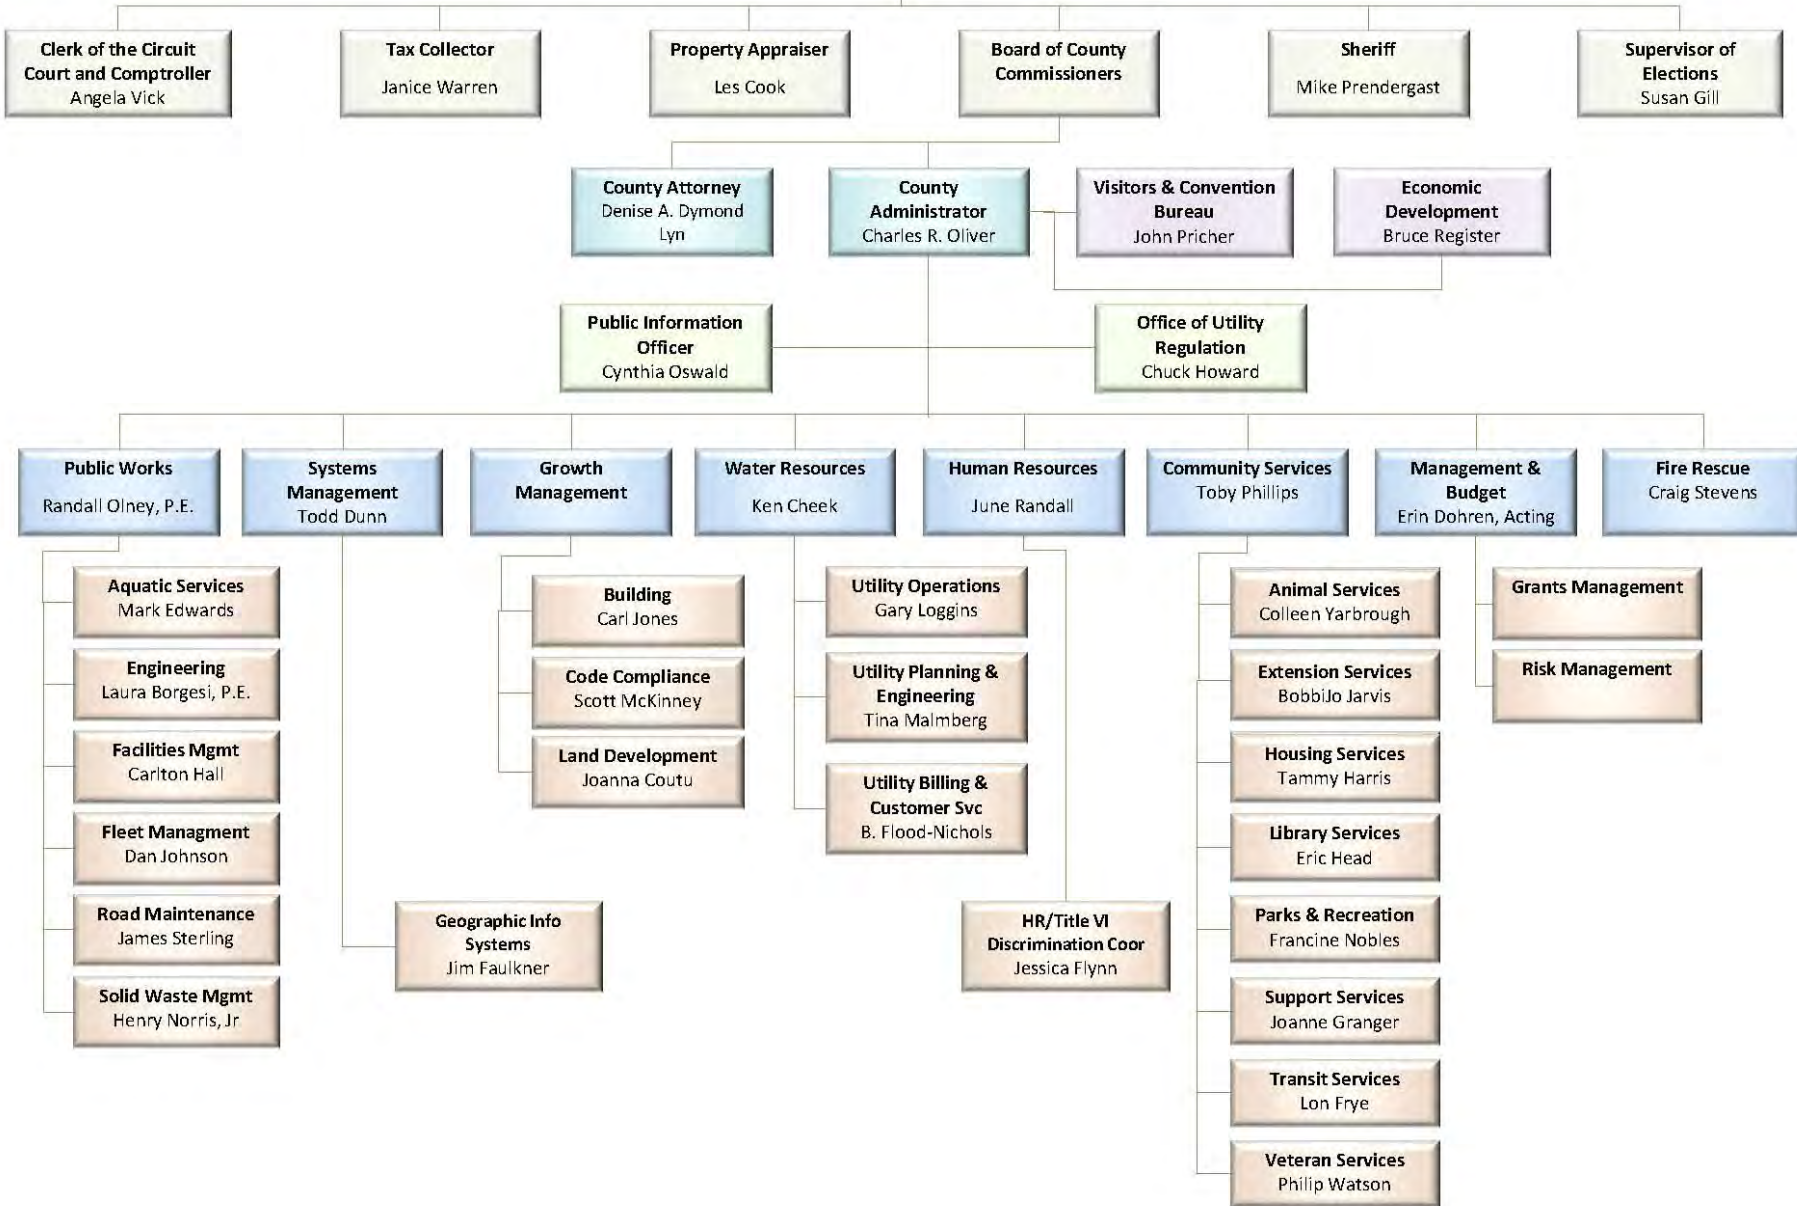 Clerk of the Circuit
Court and Comptroller
Angela Vick
Tax Collector
Janice Warren
Property Appraiser
Les Cook
Board of County
Commissioners
Sheriff
Mike Prendergast
Supervisor of
Elections
Susan Gill
County Attorney
Denise A. Dymond
Lyn
County
Administrator
Charles R. Oliver
Visitors & Convention
Bureau
John Pricher
Economic
Development
Bruce Register
Public Information
Officer
Cynthia Oswald
Office of Utility
Regulation
Chuck Howard
Public Works
Randall Olney, P.E.
Systems
Management
Todd Dunn
Growth
Management
Water Resources
Ken Cheek
Human Resources
June Randall
Community Services
Toby Phillips
Management &
Budget
Erin Dohren, Acting
Fire Rescue
Craig Stevens
Aquatic Services
Mark Edwards
Engineering
Laura Borgesi, P.E.
Facilities Mgmt
Carlton Hall
Fleet Managment
Dan Johnson
Road Maintenance
James Sterling
Solid Waste Mgmt
Henry Norris, Jr
Geographic Info
Systems
Jim Faulkner
Building
Carl Jones
Code Compliance
Scott McKinney
Land Development
Joanna Coutu
Utility Operations
Gary Loggins
Utility Planning &
Engineering
Tina Malmberg
Utility Billing &
Customer Svc
B. Flood-Nichols
HR/Title VI
Discrimination Coor
Jessica Flynn
Animal Services
Colleen Yarbrough
Extension Services
BobbiJo Jarvis
Housing Services
Tammy Harris
Library Services
Eric Head
Parks & Recreation
Francine Nobles
Support Services
Joanne Granger
Transit Services
Lon Frye
Veteran Services
Philip Watson
Grants Management
Risk Management